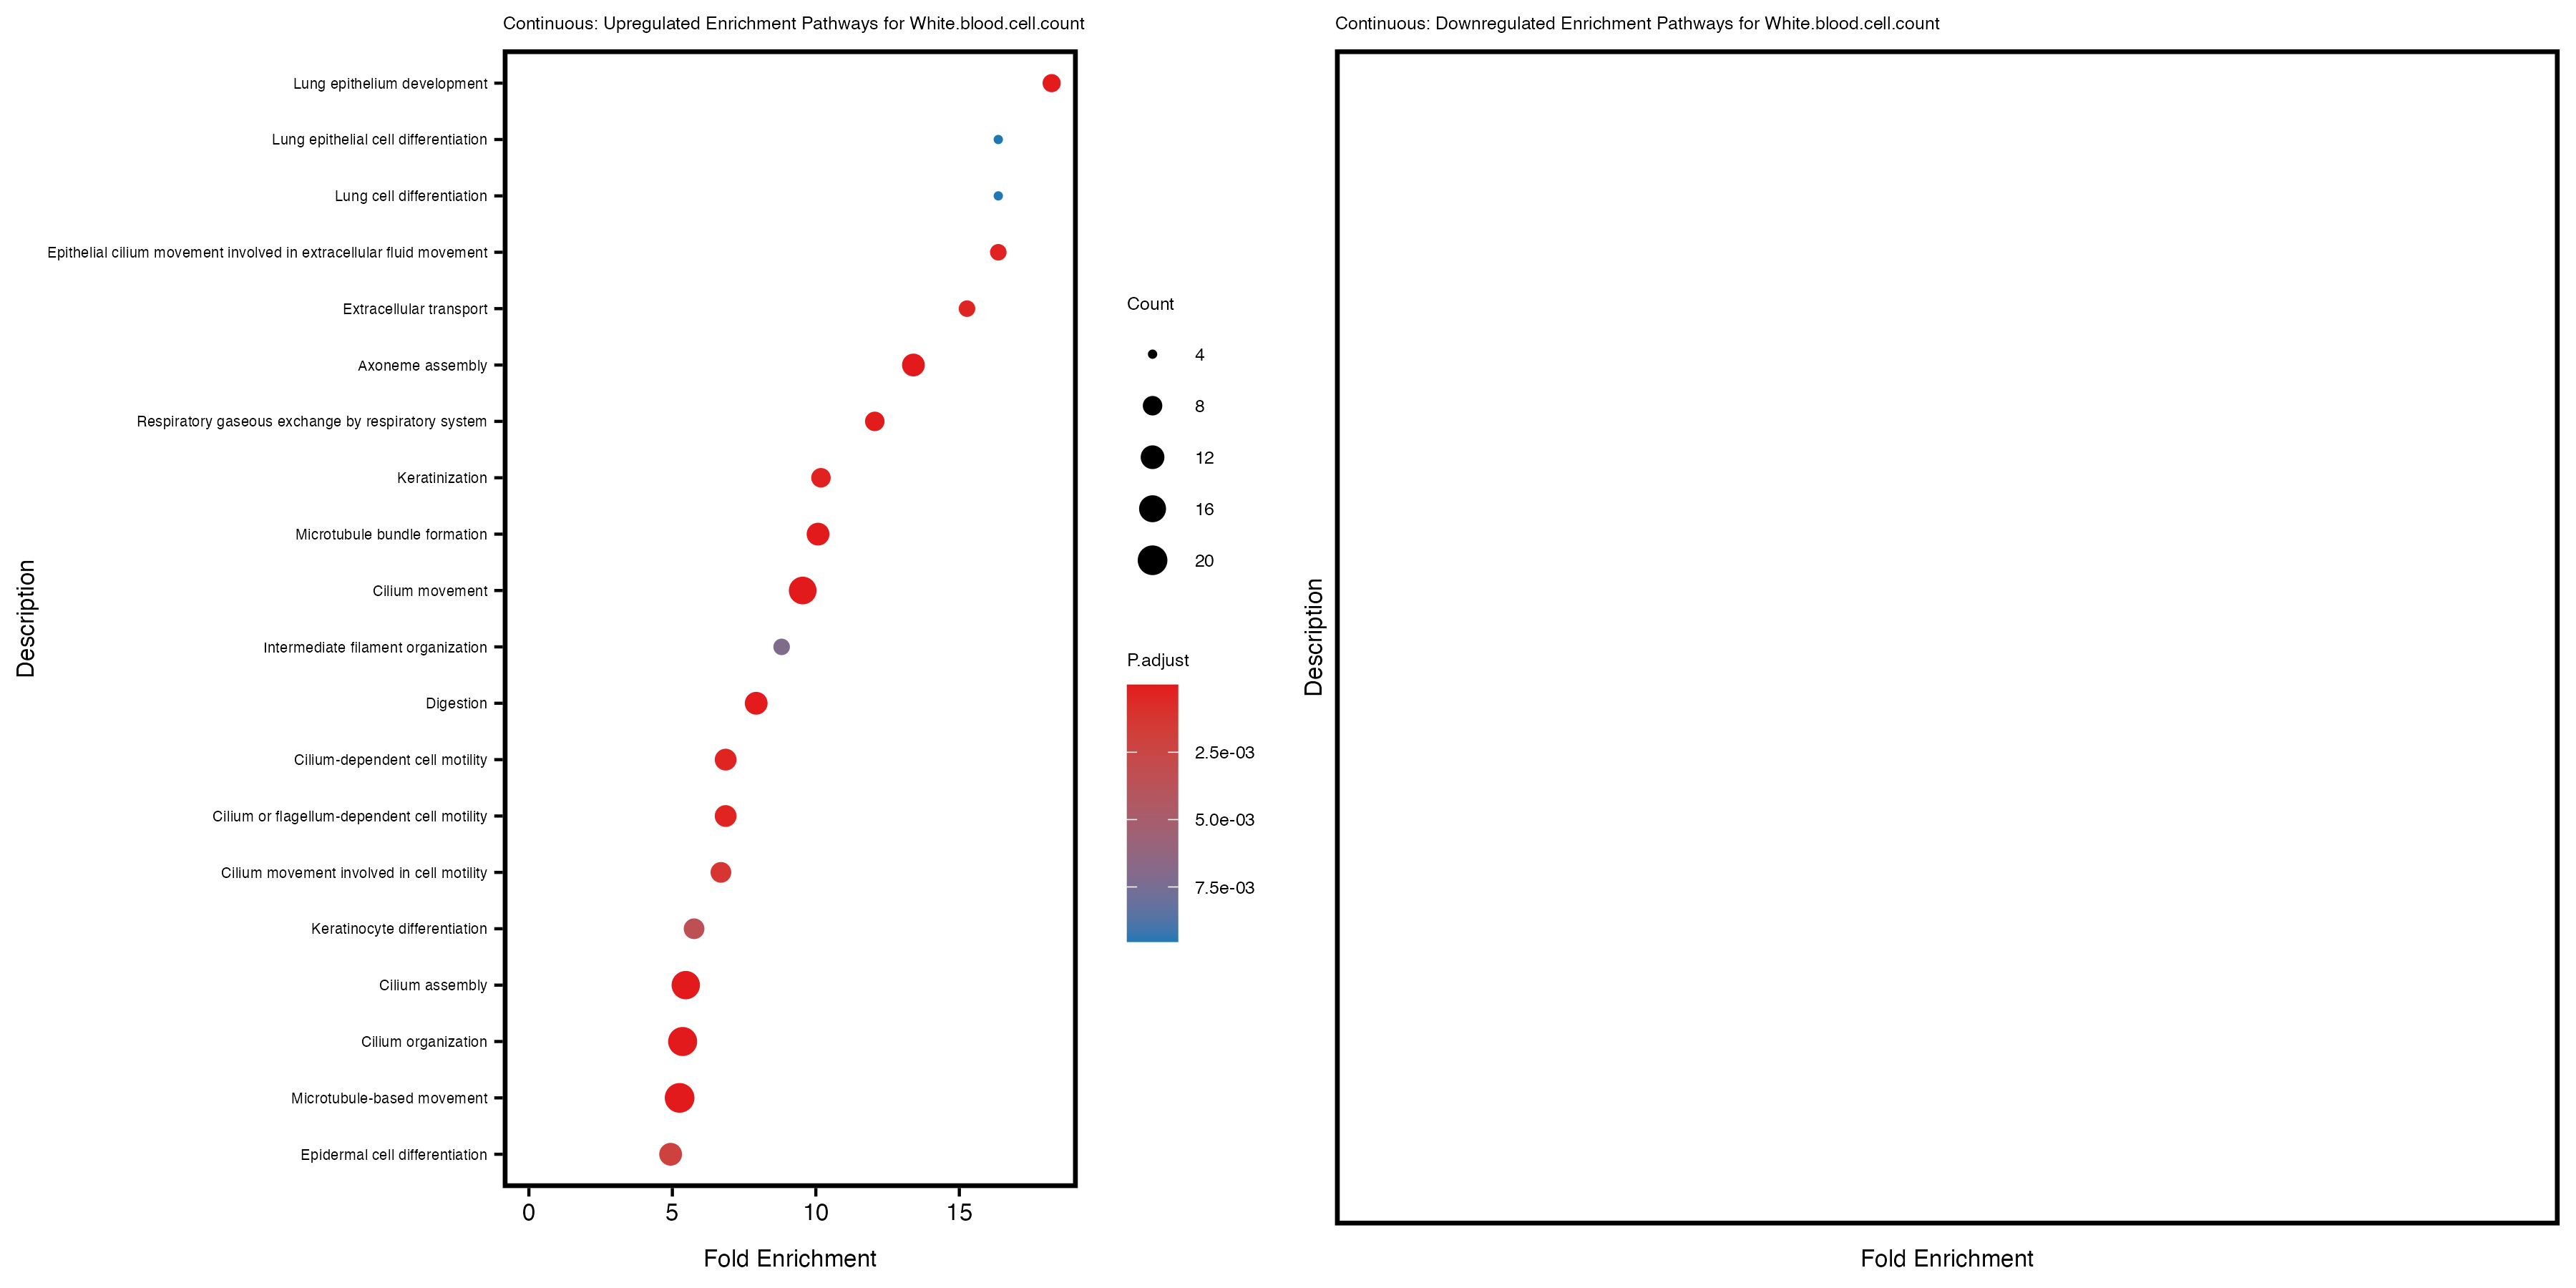 Continuous: Upregulated Enrichment Pathways for White.blood.cell.count
Description
Lung epithelium development
Lung epithelial cell differentiation
Lung cell differentiation
Epithelial cilium movement involved in extracellular fluid movement
Extracellular transport
Axoneme assembly
Respiratory gaseous exchange by respiratory system
Keratinization
Microtubule bundle formation
Cilium movement
Intermediate filament organization
Digestion
Cilium-dependent cell motility
Cilium or flagellum-dependent cell motility
Cilium movement involved in cell motility
Keratinocyte differentiation
Cilium assembly
Cilium organization
Microtubule-based movement
Epidermal cell differentiation
0 5 10 15
Fold Enrichment
Count
4
8
12
16
20
P.adjust
2.5e-03
5.0e-03
7.5e-03
Continuous: Downregulated Enrichment Pathways for White.blood.cell.count
Description
Fold Enrichment